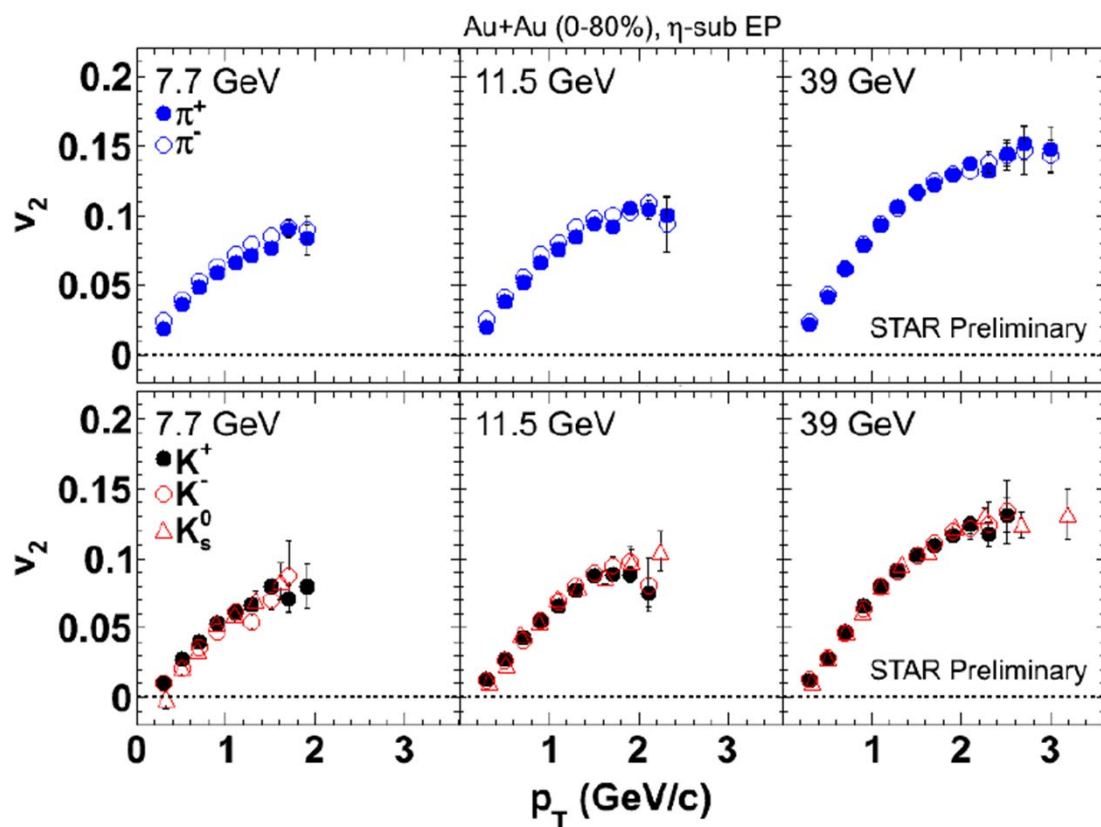 Au+Au (0-80%), η-sub EP
7.7 GeV
π⁺
π⁻
11.5 GeV
39 GeV
STAR Preliminary
v₂
0.2
0.15
0.1
0.05
0
7.7 GeV
K⁺
K⁻
K⁰ₛ
11.5 GeV
39 GeV
STAR Preliminary
v₂
0.2
0.15
0.1
0.05
0
0 1 2 3 1 2 3 1 2 3
p_T (GeV/c)